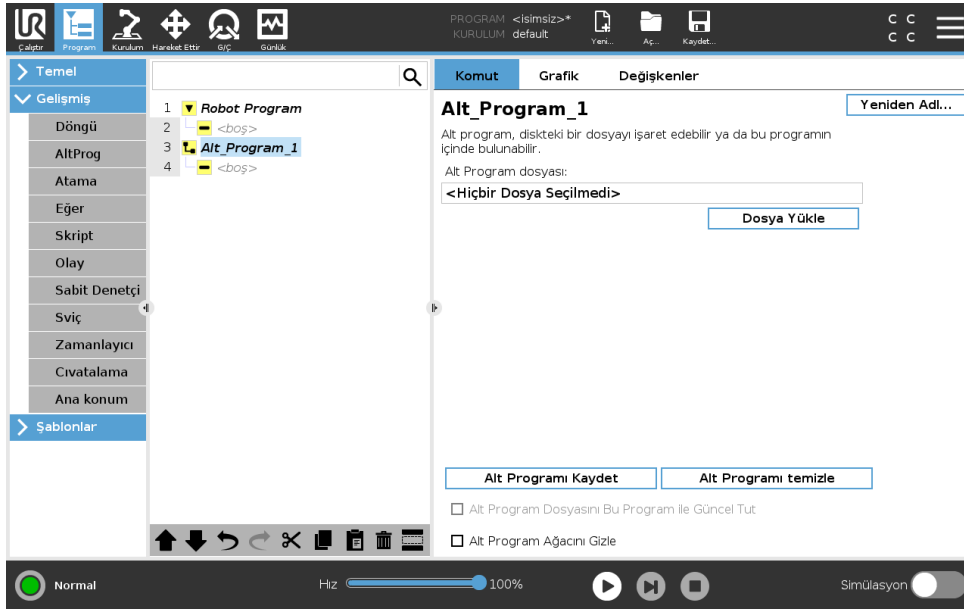 PROGRAM <isimsiz>*
KURULUM default
UR
Çalıştır
Program
Kurulum
Hareket Ettir
G/Ç
Günlük
Yeni...
Aç...
Kaydet...
C C
C C
Temel
Gelişmiş
Döngü
AltProg
Atama
Eğer
Skript
Olay
Sabit Denetçi
Sviç
Zamanlayıcı
Cıvatalama
Ana konum
Şablonlar
1 Robot Program
2 <boş>
3 Alt_Program_1
4 <boş>
Komut
Grafik
Değişkenler
Alt_Program_1
Yeniden Adl...
Alt program, diskteki bir dosyayı işaret edebilir ya da bu programın
içinde bulunabilir.
Alt Program dosyası:
<Hiçbir Dosya Seçilmedi>
Dosya Yükle
Alt Programı Kaydet
Alt Programı temizle
Alt Program Dosyasını Bu Program ile Güncel Tut
Alt Program Ağacını Gizle
Normal
Hız
100%
Simülasyon